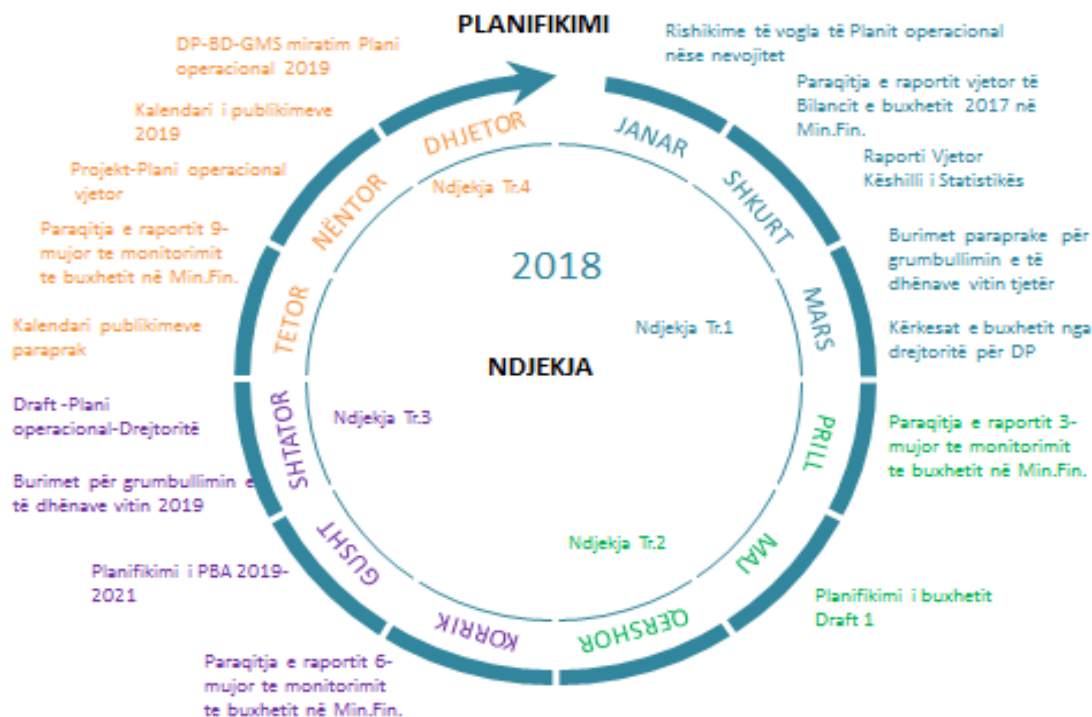 PLANIFIKIMI
Rishikime të vogla të Planit operacional
nëse nevojitet
Paraqitja e raportit vjetor të
Bilancit e buxhetit 2017 në
Min.Fin.
Raporti Vjetor
Këshilli i Statistikës
Burimet paraprake për
grumbullimin e të
dhënave vitin tjetër
Kërkesat e buxhetit nga
drejtoritë për DP
Paraqitja e raportit 3-
mujor te monitorimit
te buxhetit në Min.Fin.
Planifikimi i buxhetit
Draft 1
Paraqitja e raportit 6-
mujor te monitorimit
te buxhetit në Min.Fin.
Planifikimi i PBA 2019-
2021
Burimet për grumbullimin e
të dhënave vitin 2019
Draft -Plani
operacional-Drejtoritë
Kalendari publikimeve
paraprak
Paraqitja e raportit 9-
mujor te monitorimit
te buxhetit në Min.Fin.
Projekt-Plani operacional
vjetor
Kalendari i publikimeve
2019
DP-BD-GMS miratim Plani
operacional 2019
JANAR
SHKURT
MARS
PRILL
MAJ
QERSHOR
KORRIK
GUSHT
SHTATOR
TETOR
NËNTOR
DHJETOR
2018
NDJEKJA
Ndjekja Tr.1
Ndjekja Tr.2
Ndjekja Tr.3
Ndjekja Tr.4